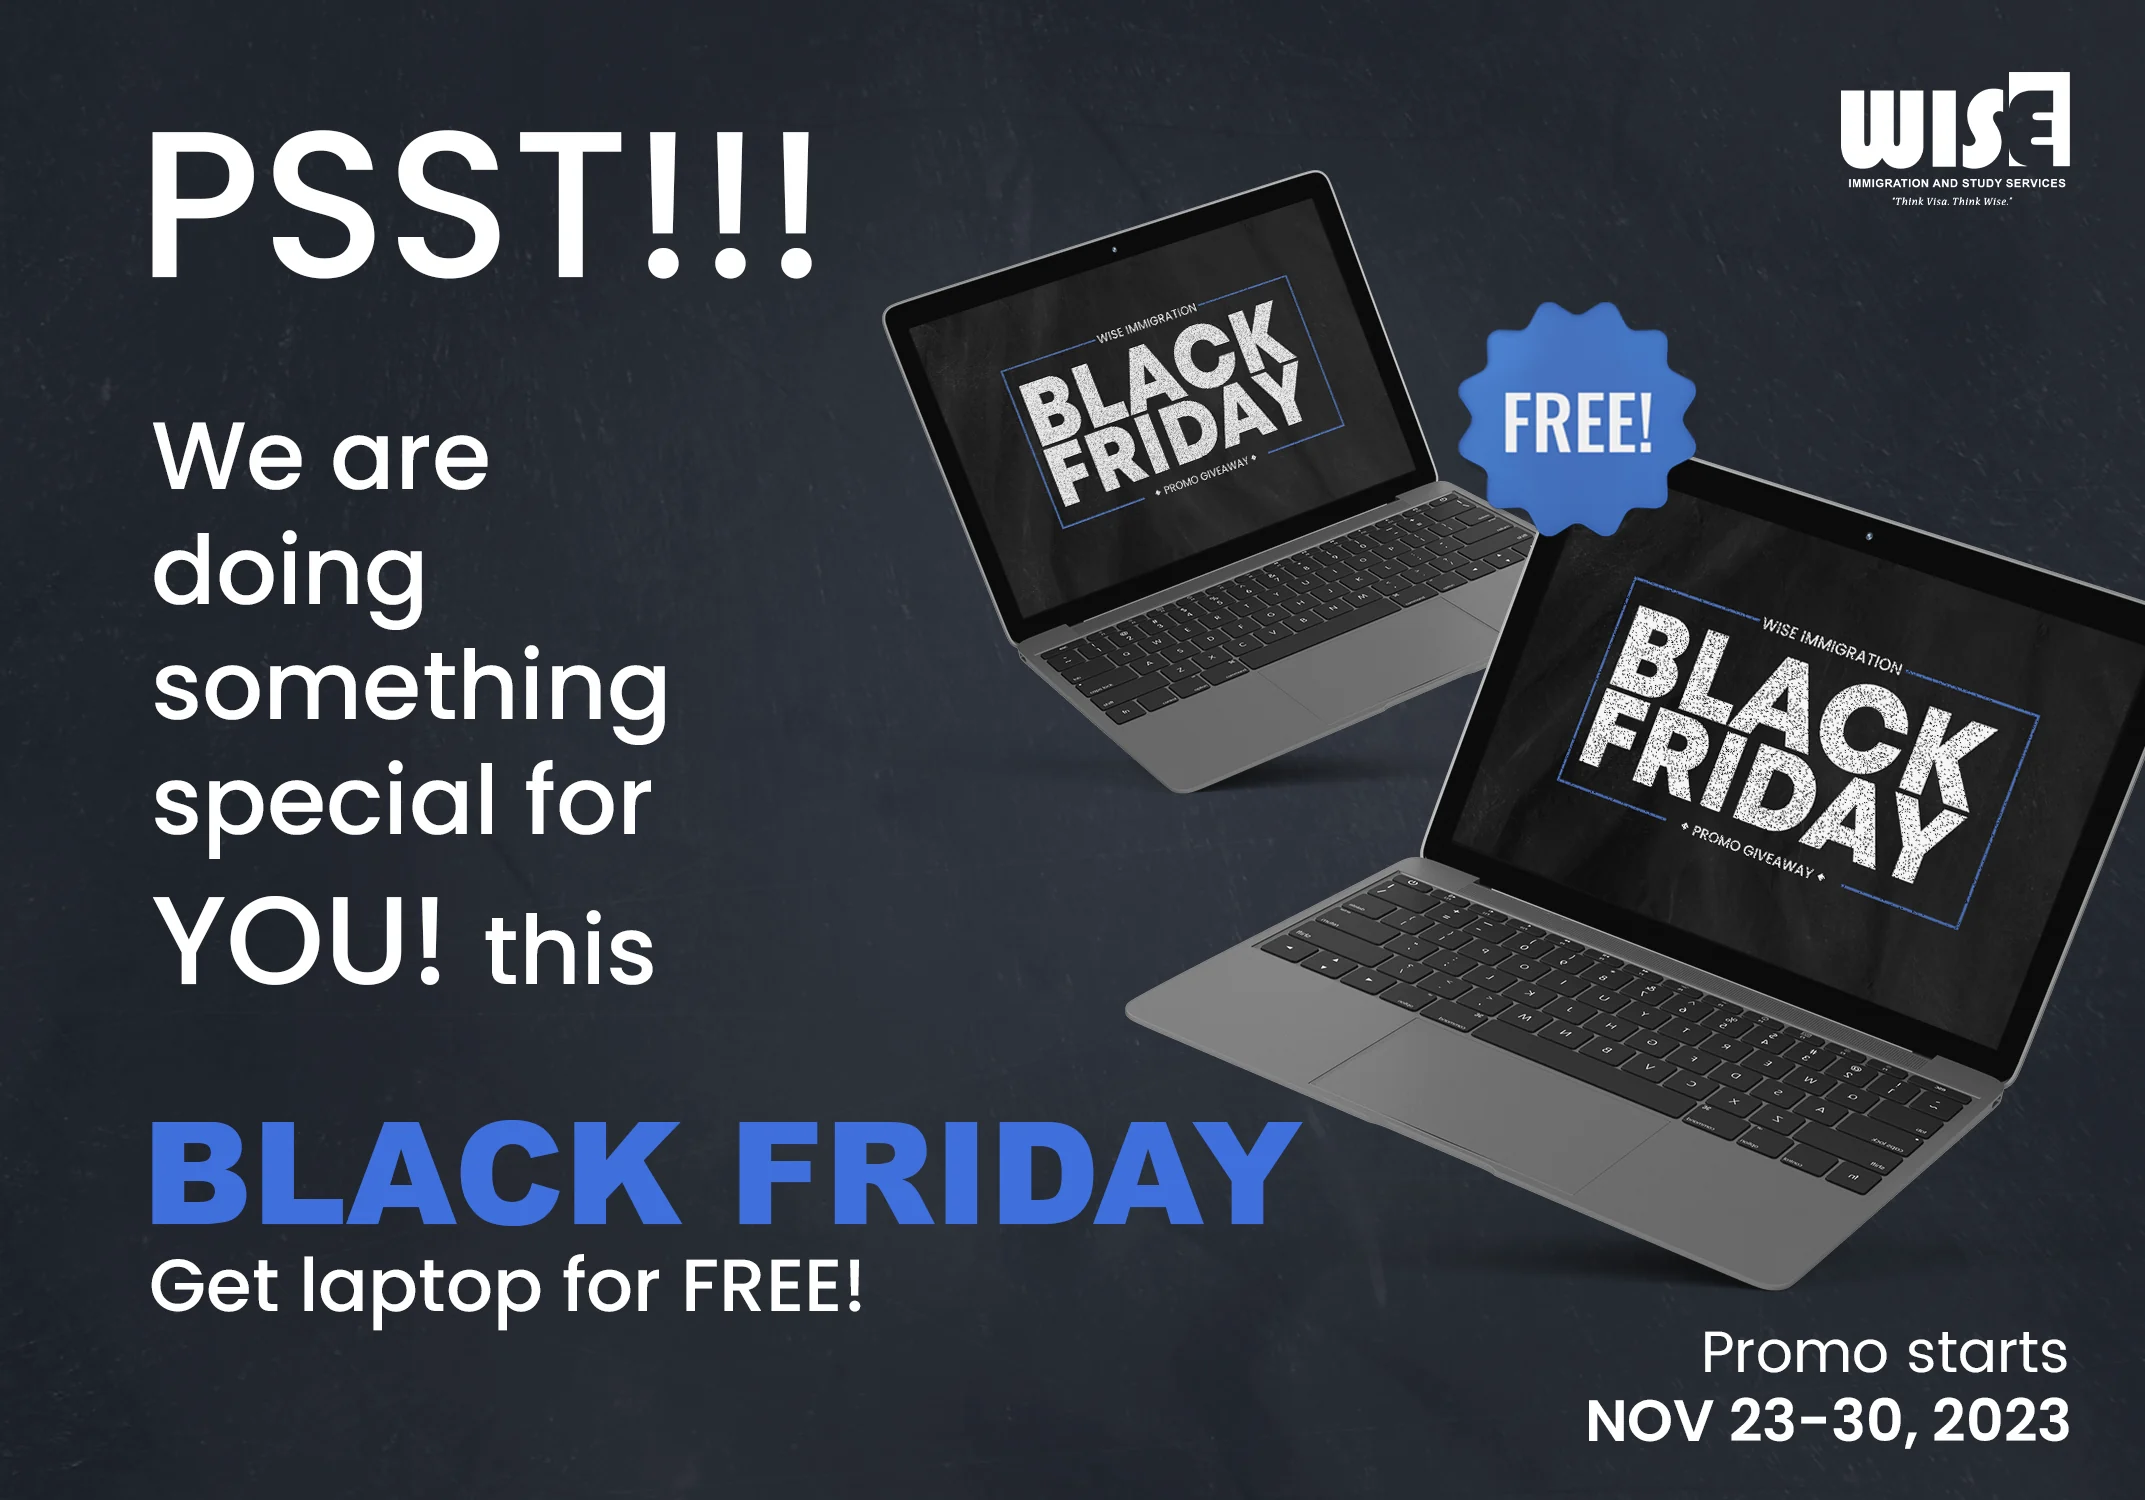 PSST!!!
WISE
IMMIGRATION AND STUDY SERVICES
"Think Visa. Think Wise."
We are
doing
something
special for
YOU! this
BLACK FRIDAY
Get laptop for FREE!
WISE IMMIGRATION
BLACK
FRIDAY
PROMO GIVEAWAY
FREE!
WISE IMMIGRATION
BLACK
FRIDAY
PROMO GIVEAWAY
Promo starts
NOV 23-30, 2023